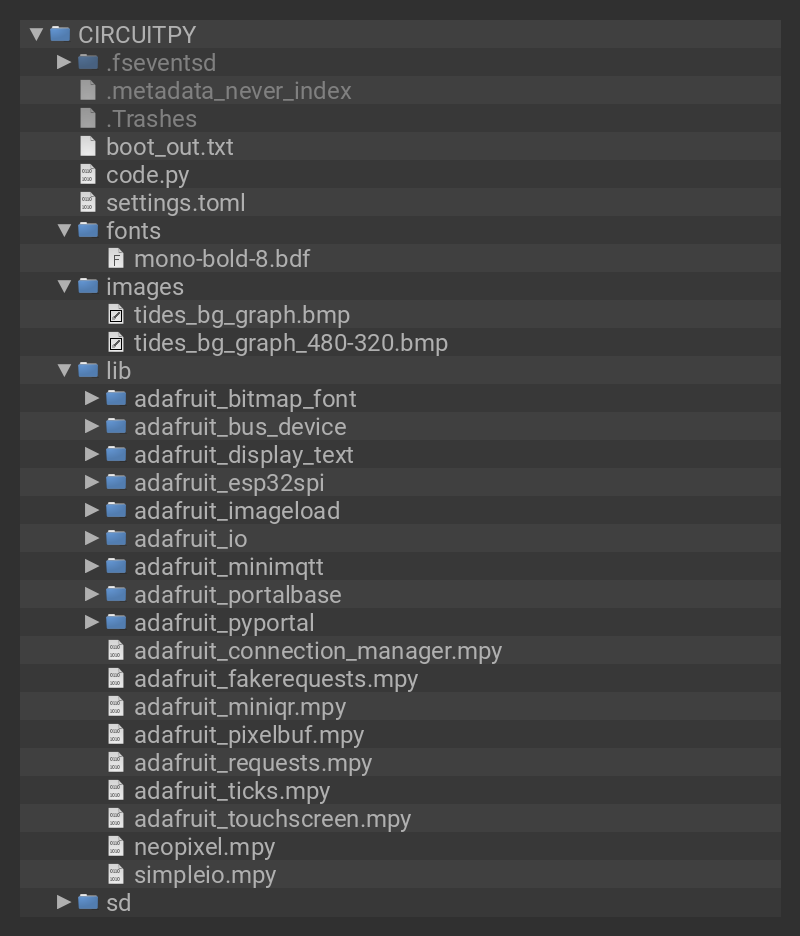 CIRCUITPY
.fseventsd
.metadata_never_index
.Trashes
boot_out.txt
code.py
settings.toml
fonts
mono-bold-8.bdf
images
tides_bg_graph.bmp
tides_bg_graph_480-320.bmp
lib
adafruit_bitmap_font
adafruit_bus_device
adafruit_display_text
adafruit_esp32spi
adafruit_imageload
adafruit_io
adafruit_minimqtt
adafruit_portalbase
adafruit_pyportal
adafruit_connection_manager.mpy
adafruit_fakerequests.mpy
adafruit_miniqr.mpy
adafruit_pixelbuf.mpy
adafruit_requests.mpy
adafruit_ticks.mpy
adafruit_touchscreen.mpy
neopixel.mpy
simpleio.mpy
sd